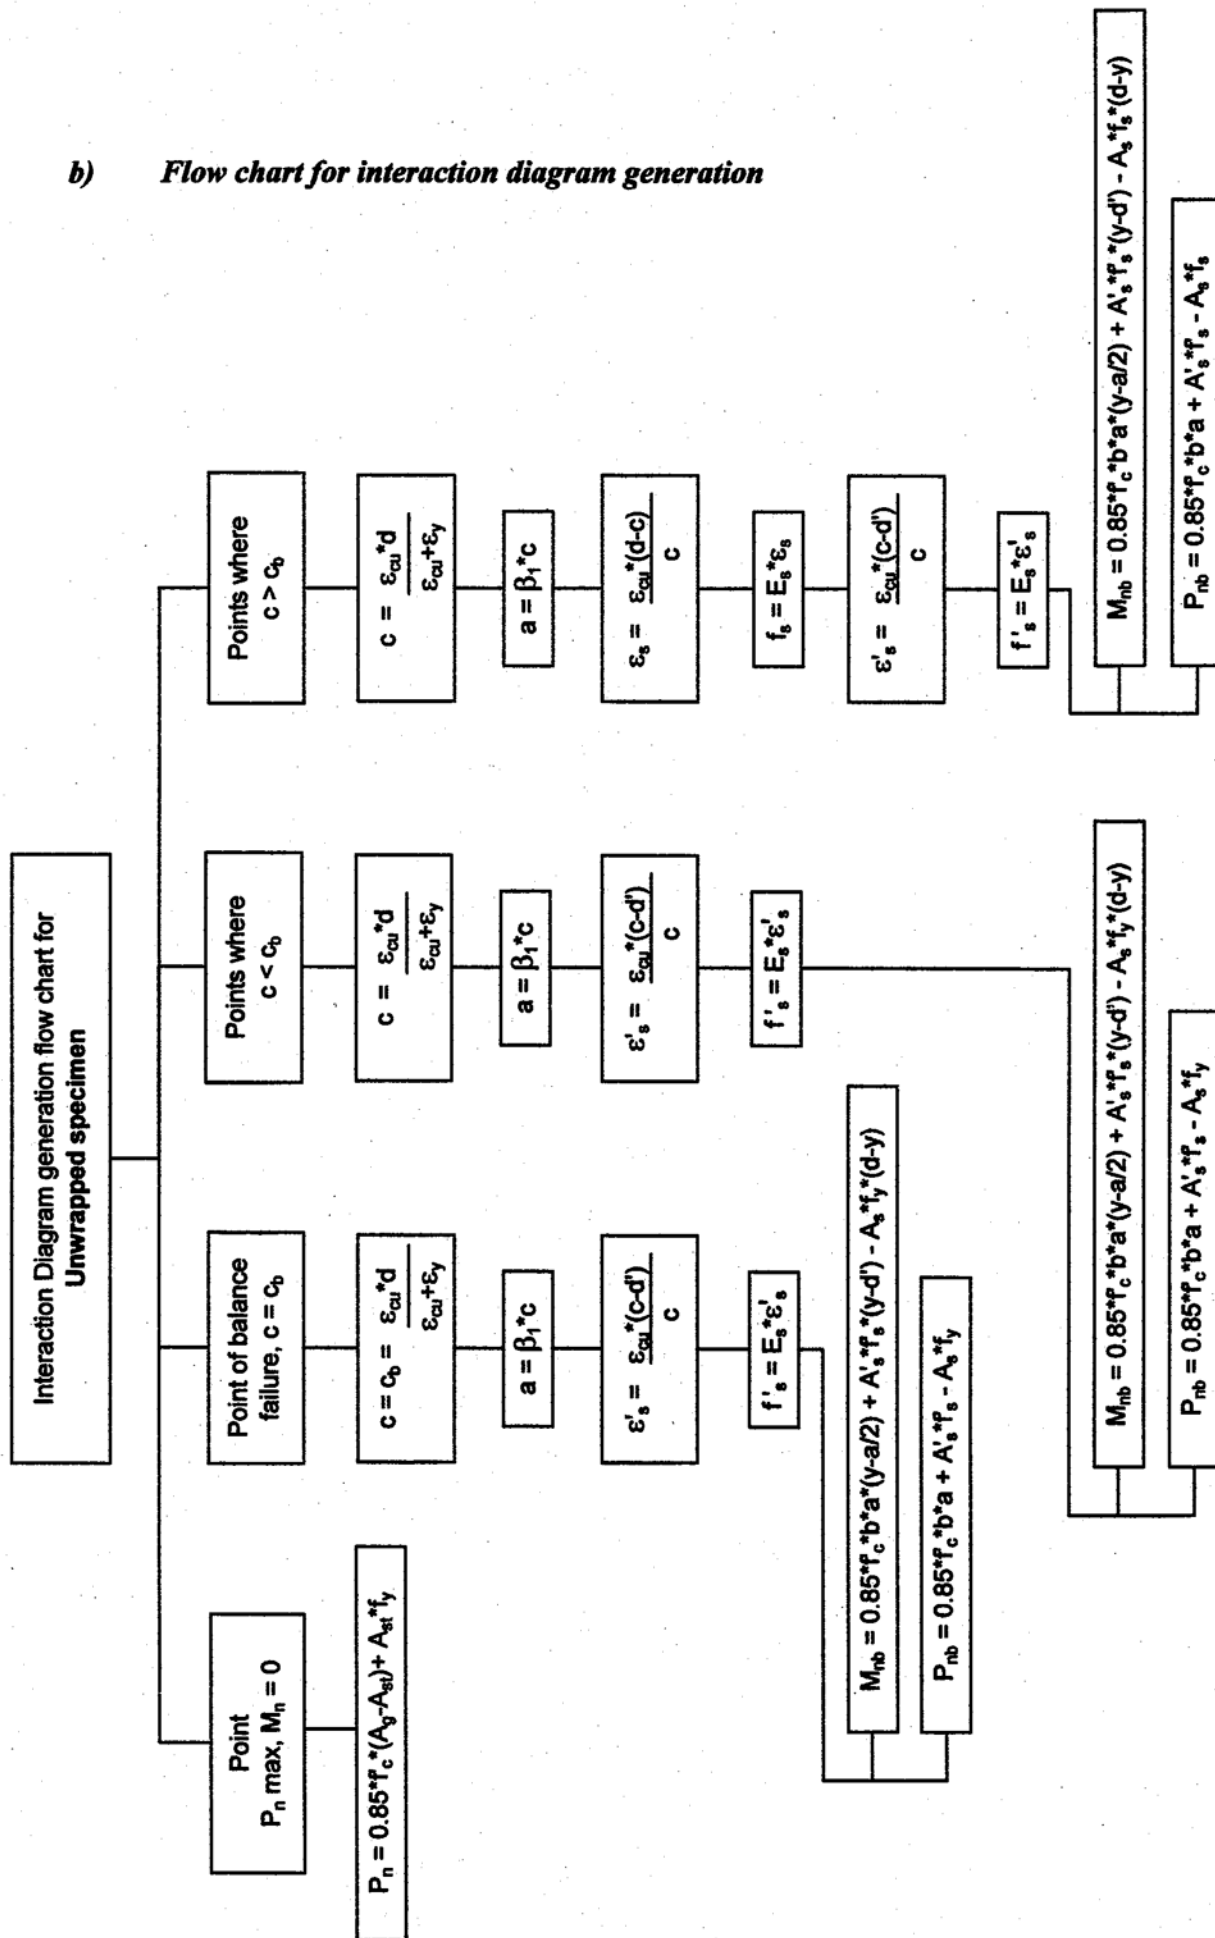 b) Flow chart for interaction diagram generation
Interaction Diagram generation flow chart for
Unwrapped specimen
Point
Pₙ max, Mₙ = 0
Pₙ = 0.85*f'c*(Ag-Ast)+ Ast*fy
Point of balance
failure, c = cb
c = cb = εcu*d
εcu+εy
a = β₁*c
ε's = εcu*(c-d')
c
f's = Es*ε's
Mnb = 0.85*f'c*b*a*(y-a/2) + A's*f's*(y-d') - As*fy*(d-y)
Pnb = 0.85*f'c*b*a + A's*f's - As*fy
Points where
c < cb
c = εcu*d
εcu+εy
a = β₁*c
ε's = εcu*(c-d')
c
f's = Es*ε's
Mnb = 0.85*f'c*b*a*(y-a/2) + A's*f's*(y-d') - As*fy*(d-y)
Pnb = 0.85*f'c*b*a + A's*f's - As*fy
Points where
c > cb
c = εcu*d
εcu+εy
a = β₁*c
εs = εcu*(d-c)
c
fs = Es*εs
ε's = εcu*(c-d')
c
f's = Es*ε's
Mnb = 0.85*f'c*b*a*(y-a/2) + A's*f's*(y-d') - As*fs*(d-y)
Pnb = 0.85*f'c*b*a + A's*f's - As*fs